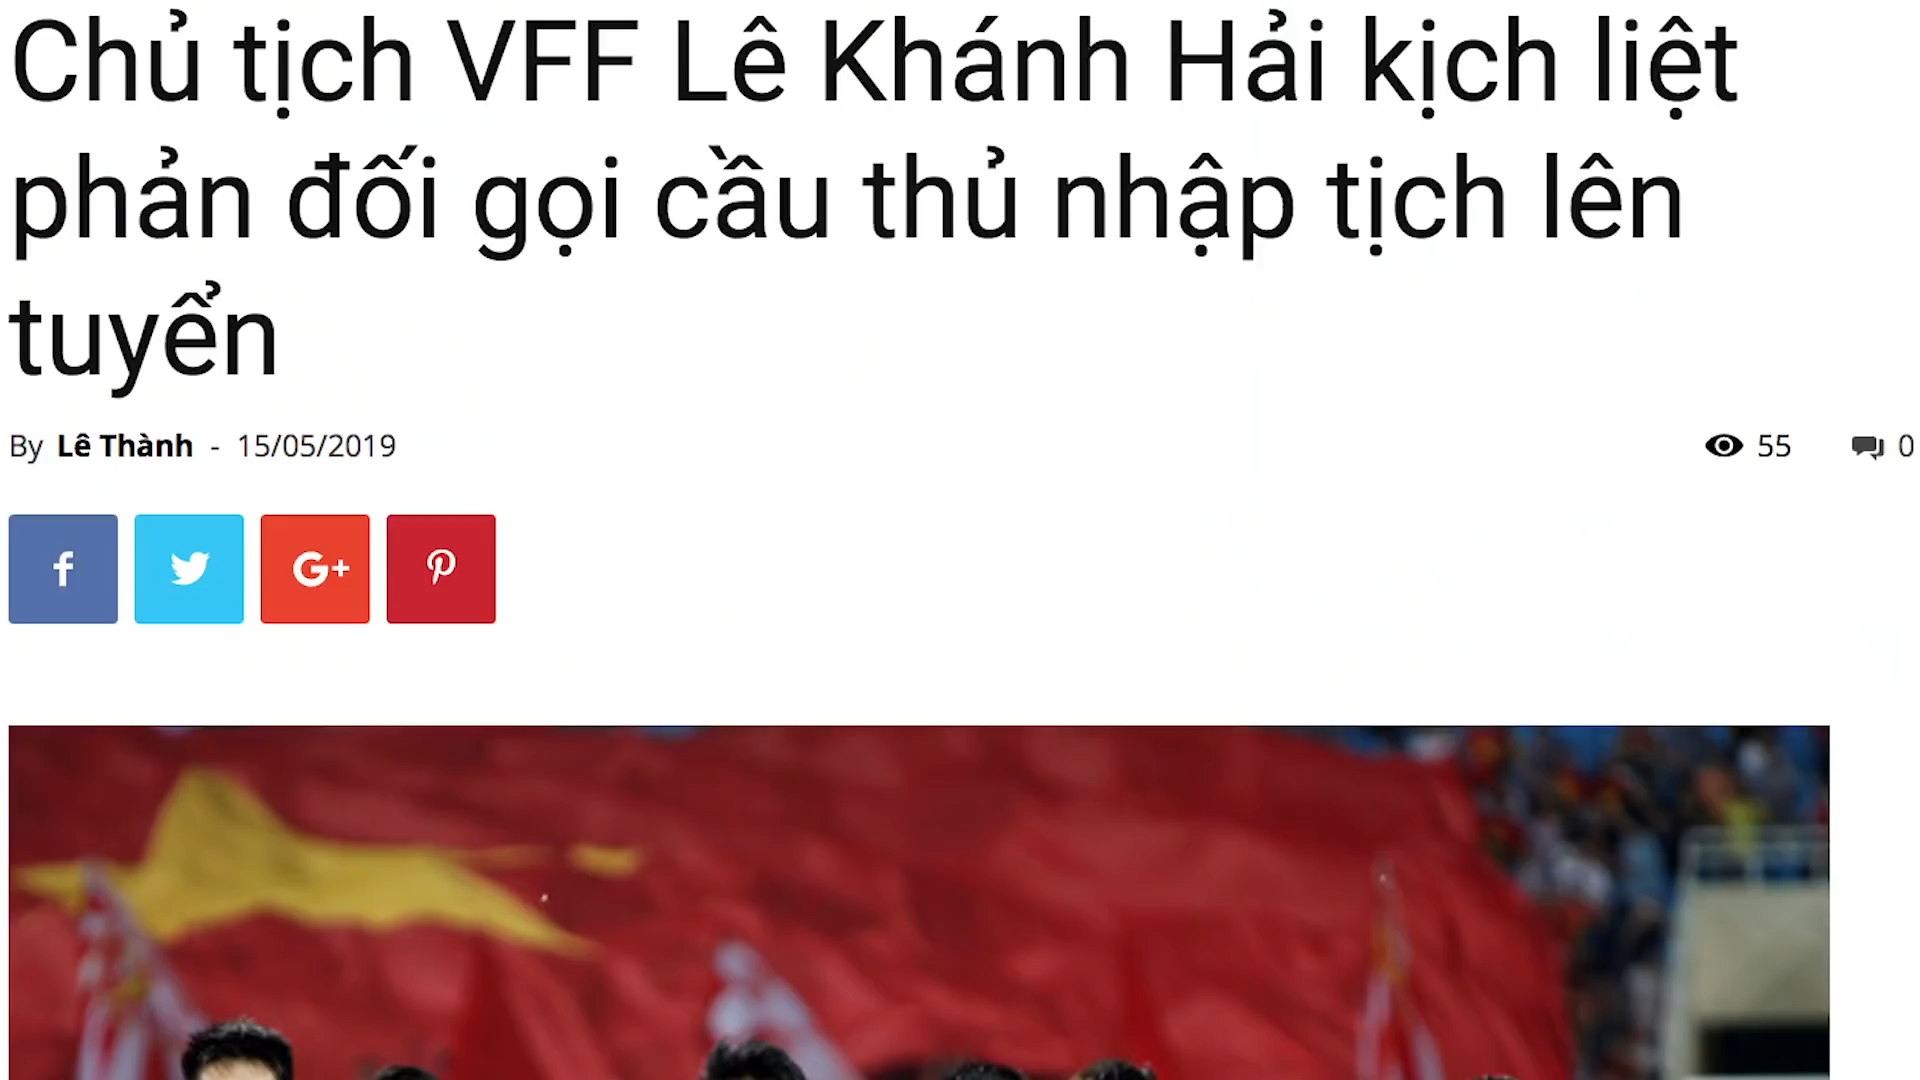 Chủ tịch VFF Lê Khánh Hải kịch liệt
phản đối gọi cầu thủ nhập tịch lên
tuyển
By Lê Thành - 15/05/2019
55
0
f
G+